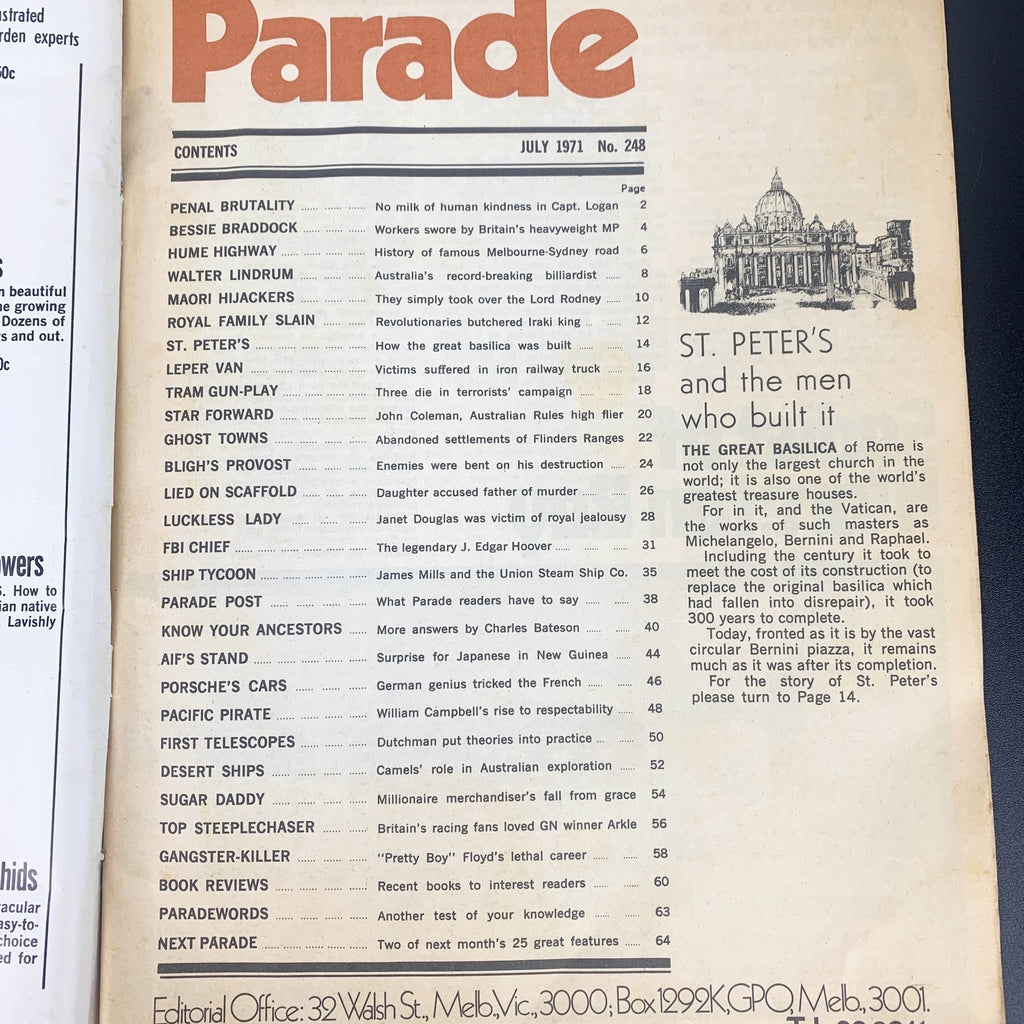 ustrated
rden experts
50c
n beautiful
ne growing
Dozens of
s and out.
0c
owers
S. How to
ian native
Lavishly
hids
acular
asy-to-
choice
ed for
Parade
CONTENTS JULY 1971 No. 248
Page
PENAL BRUTALITY ...... ...... ...... No milk of human kindness in Capt. Logan 2
BESSIE BRADDOCK ...... ...... ...... Workers swore by Britain's heavyweight MP 4
HUME HIGHWAY ...... ...... ...... History of famous Melbourne-Sydney road 6
WALTER LINDRUM ...... ...... ...... Australia's record-breaking billiardist ...... 8
MAORI HIJACKERS ...... ...... ...... They simply took over the Lord Rodney ...... 10
ROYAL FAMILY SLAIN ...... ...... Revolutionaries butchered Iraki king ... ...... 12
ST. PETER'S ...... ...... ...... ...... How the great basilica was built ...... ...... 14
LEPER VAN ...... ...... ...... ...... Victims suffered in iron railway truck ...... 16
TRAM GUN-PLAY ...... ...... ...... Three die in terrorists' campaign ...... ...... 18
STAR FORWARD ...... ...... ...... John Coleman, Australian Rules high flier 20
GHOST TOWNS ...... ...... ...... ...... Abandoned settlements of Flinders Ranges 22
BLIGH'S PROVOST ...... ...... ...... Enemies were bent on his destruction ...... 24
LIED ON SCAFFOLD ...... ...... ...... Daughter accused father of murder ...... ...... 26
LUCKLESS LADY ...... ...... ...... Janet Douglas was victim of royal jealousy 28
FBI CHIEF ...... ...... ...... ...... ...... The legendary J. Edgar Hoover ...... ...... ...... 31
SHIP TYCOON ...... ...... ...... ...... James Mills and the Union Steam Ship Co. 35
PARADE POST ...... ...... ...... ...... What Parade readers have to say ...... ...... 38
KNOW YOUR ANCESTORS ...... ...... More answers by Charles Bateson ...... ...... 40
AIF'S STAND ...... ...... ...... ...... Surprise for Japanese in New Guinea ...... ...... 44
PORSCHE'S CARS ...... ...... ...... German genius tricked the French ...... ...... 46
PACIFIC PIRATE ...... ...... ...... ...... William Campbell's rise to respectability ...... 48
FIRST TELESCOPES ...... ...... ...... Dutchman put theories into practice ... ...... 50
DESERT SHIPS ...... ...... ...... ...... Camels' role in Australian exploration ...... 52
SUGAR DADDY ...... ...... ...... ...... Millionaire merchandiser's fall from grace 54
TOP STEEPLECHASER ...... ...... Britain's racing fans loved GN winner Arkle 56
GANGSTER-KILLER ...... ...... ...... "Pretty Boy" Floyd's lethal career ...... ...... 58
BOOK REVIEWS ...... ...... ...... ...... Recent books to interest readers ...... ...... 60
PARADEWORDS ...... ...... ...... ...... Another test of your knowledge ...... ...... 63
NEXT PARADE ...... ...... ...... ...... Two of next month's 25 great features ...... 64
ST. PETER'S
and the men
who built it
THE GREAT BASILICA of Rome is
not only the largest church in the
world; it is also one of the world's
greatest treasure houses.
For in it, and the Vatican, are
the works of such masters as
Michelangelo, Bernini and Raphael.
Including the century it took to
meet the cost of its construction (to
replace the original basilica which
had fallen into disrepair), it took
300 years to complete.
Today, fronted as it is by the vast
circular Bernini piazza, it remains
much as it was after its completion.
For the story of St. Peter's
please turn to Page 14.
Editorial Office: 32 Walsh St., Melb., Vic., 3000; Box 1292K, GPO, Melb., 3001.